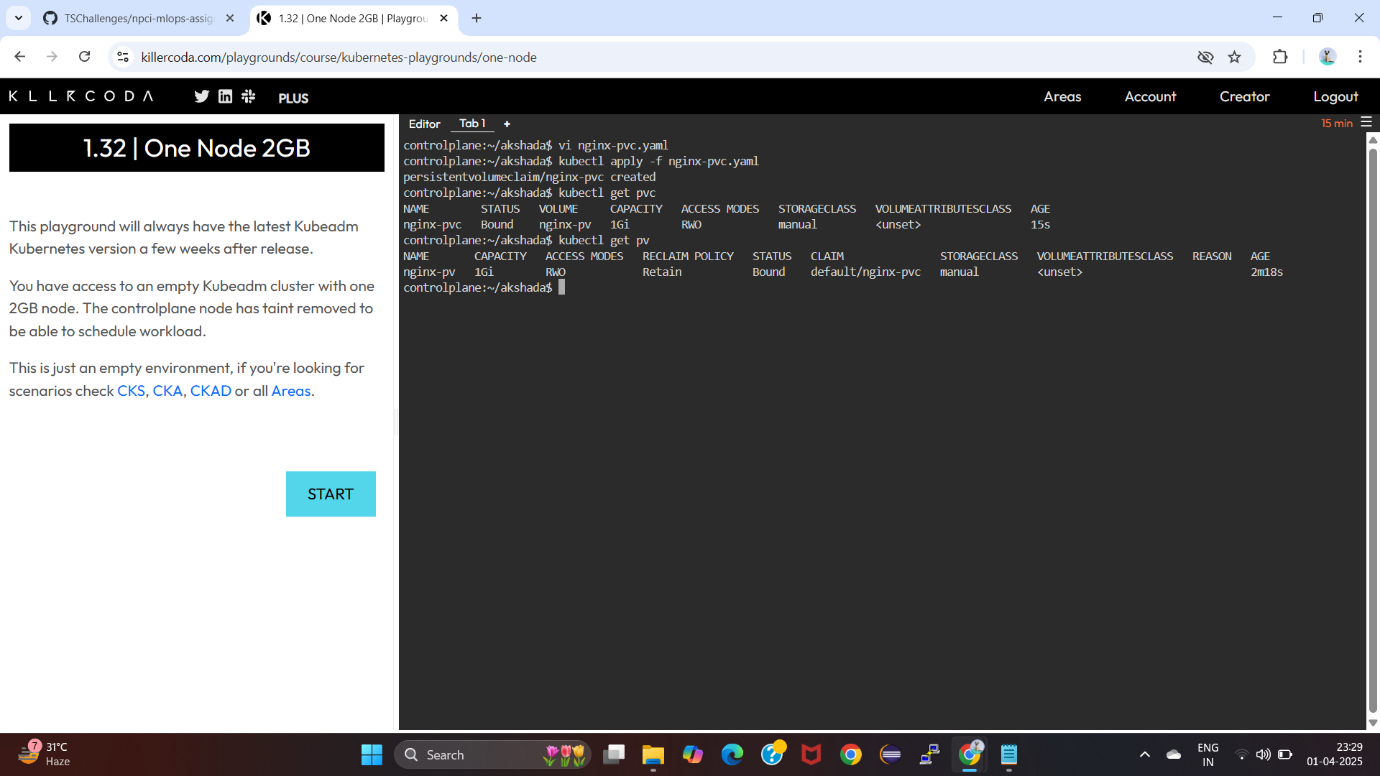 TSChallenges/npci-mlops-assig
1.32 | One Node 2GB | Playgrou
killercoda.com/playgrounds/course/kubernetes-playgrounds/one-node
KLLRCODA
PLUS
Areas
Account
Creator
Logout
1.32 | One Node 2GB
This playground will always have the latest Kubeadm
Kubernetes version a few weeks after release.
You have access to an empty Kubeadm cluster with one
2GB node. The controlplane node has taint removed to
be able to schedule workload.
This is just an empty environment, if you're looking for
scenarios check CKS, CKA, CKAD or all Areas.
START
Editor Tab 1 +
15 min
controlplane:~/akshada$ vi nginx-pvc.yaml
controlplane:~/akshada$ kubectl apply -f nginx-pvc.yaml
persistentvolumeclaim/nginx-pvc created
controlplane:~/akshada$ kubectl get pvc
NAME STATUS VOLUME CAPACITY ACCESS MODES STORAGECLASS VOLUMEATTRIBUTESCLASS AGE
nginx-pvc Bound nginx-pv 1Gi RWO manual <unset> 15s
controlplane:~/akshada$ kubectl get pv
NAME CAPACITY ACCESS MODES RECLAIM POLICY STATUS CLAIM STORAGECLASS VOLUMEATTRIBUTESCLASS REASON AGE
nginx-pv 1Gi RWO Retain Bound default/nginx-pvc manual <unset> 2m18s
controlplane:~/akshada$
7
31°C
Haze
Search
ENG
IN
23:29
01-04-2025